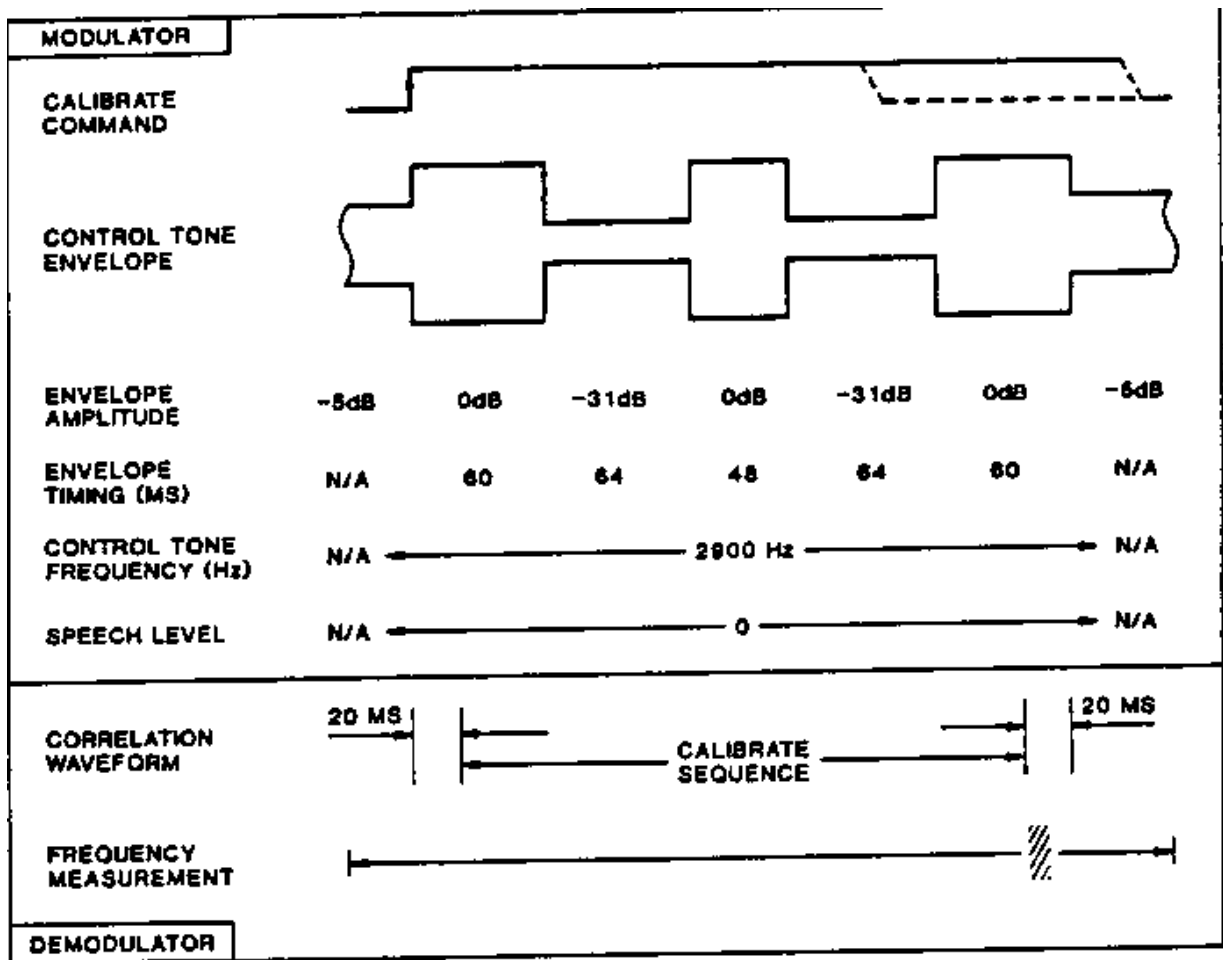 MODULATOR
CALIBRATE
COMMAND
CONTROL TONE
ENVELOPE
ENVELOPE
AMPLITUDE
-5dB 0dB -31dB 0dB -31dB 0dB -5dB
ENVELOPE
TIMING (MS)
N/A 60 64 48 64 60 N/A
CONTROL TONE
FREQUENCY (Hz)
N/A 2900 Hz N/A
SPEECH LEVEL
N/A 0 N/A
CORRELATION
WAVEFORM
20 MS
CALIBRATE
SEQUENCE
20 MS
FREQUENCY
MEASUREMENT
DEMODULATOR